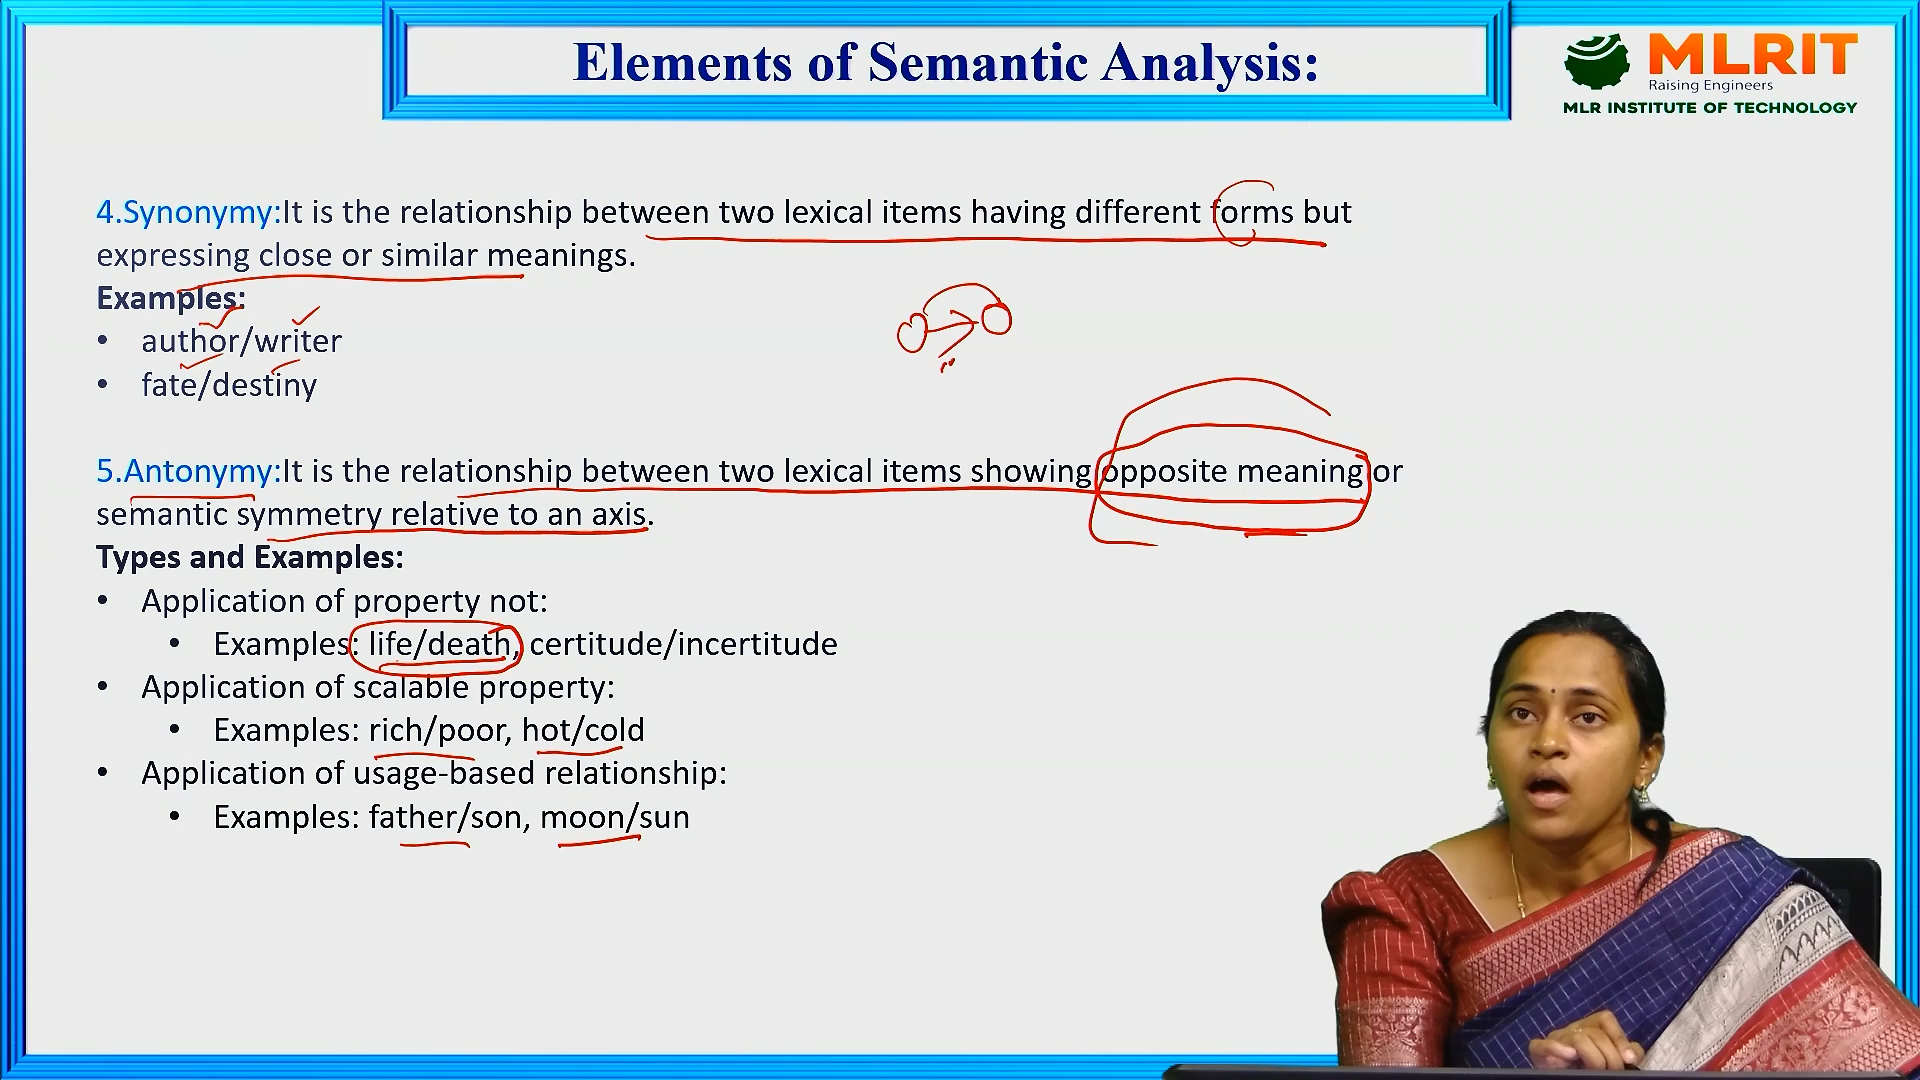 Elements of Semantic Analysis:
MLRIT
Raising Engineers
MLR INSTITUTE OF TECHNOLOGY
4.Synonymy:It is the relationship between two lexical items having different forms but
expressing close or similar meanings.
Examples:
• author/writer
• fate/destiny
5.Antonymy:It is the relationship between two lexical items showing opposite meaning or
semantic symmetry relative to an axis.
Types and Examples:
• Application of property not:
• Examples: life/death, certitude/incertitude
• Application of scalable property:
• Examples: rich/poor, hot/cold
• Application of usage-based relationship:
• Examples: father/son, moon/sun